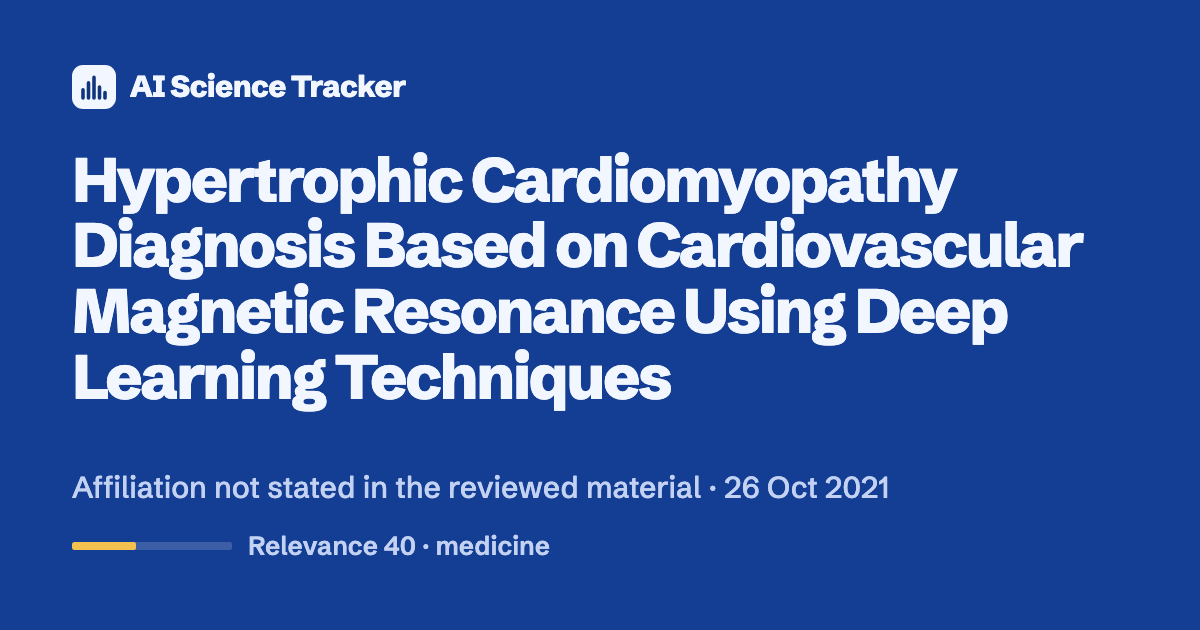 AI Science Tracker
Hypertrophic Cardiomyopathy
Diagnosis Based on Cardiovascular
Magnetic Resonance Using Deep
Learning Techniques
Affiliation not stated in the reviewed material · 26 Oct 2021
Relevance 40 · medicine